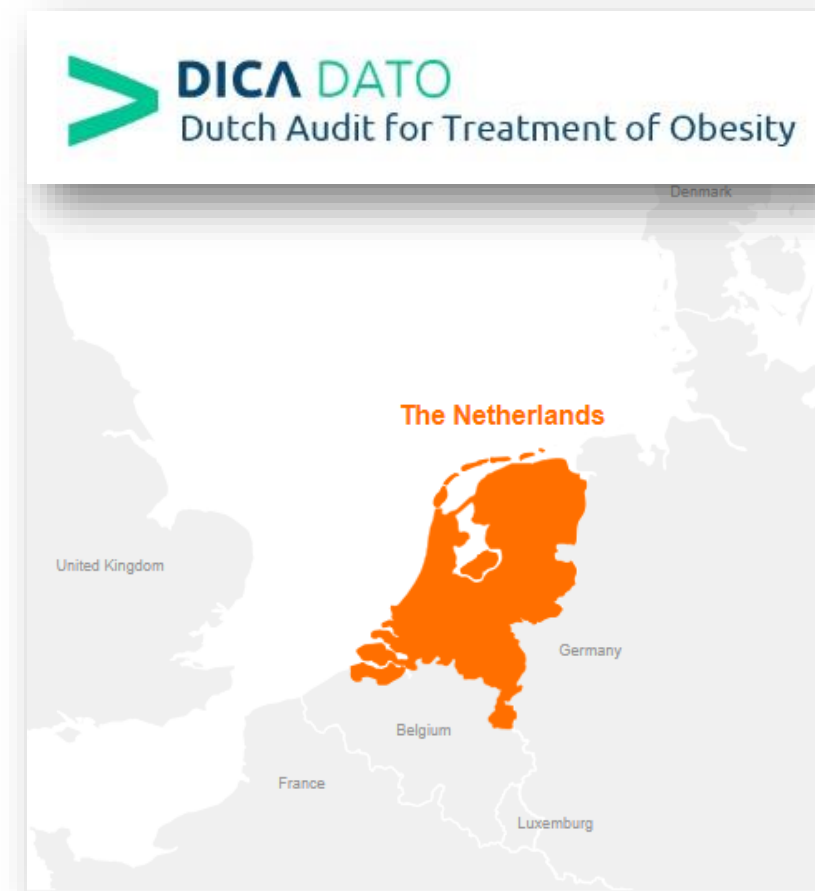 DICA DATO
Dutch Audit for Treatment of Obesity
Denmark
The Netherlands
United Kingdom
Germany
Belgium
France
Luxemburg